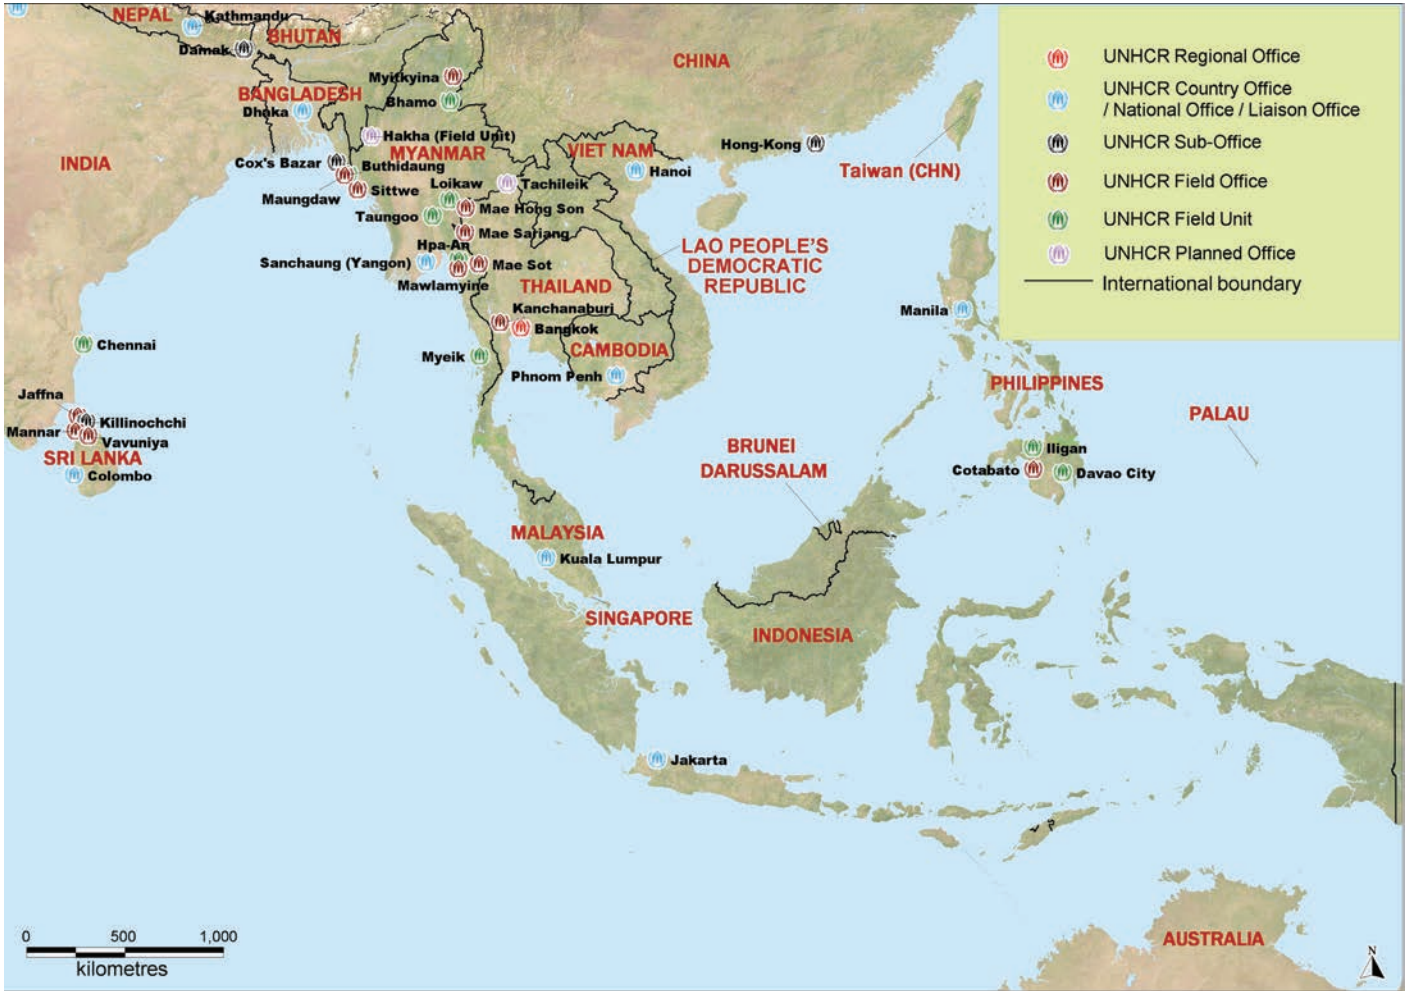 NEPAL
Kathmandu
BHUTAN
Damak
CHINA
Myitkyina
BANGLADESH
Bhamo
Dhaka
Hakha (Field Unit)
Hong-Kong
INDIA
MYANMAR
VIET NAM
Cox's Bazar
Buthidaung
Hanoi
Taiwan (CHN)
Maungdaw
Sittwe
Loikaw
Tachileik
Taungoo
Mae Hong Son
Mae Sariang
Hpa-An
LAO PEOPLE'S
DEMOCRATIC
REPUBLIC
Sanchaung (Yangon)
Mae Sot
Mawlamyine
THAILAND
Kanchanaburi
Manila
Bangkok
Chennai
Myeik
CAMBODIA
Phnom Penh
PHILIPPINES
Jaffna
Killinochchi
Mannar
Vavuniya
PALAU
SRI LANKA
Colombo
BRUNEI
DARUSSALAM
Iligan
Cotabato
Davao City
MALAYSIA
Kuala Lumpur
SINGAPORE
INDONESIA
Jakarta
AUSTRALIA
UNHCR Regional Office
UNHCR Country Office
/ National Office / Liaison Office
UNHCR Sub-Office
UNHCR Field Office
UNHCR Field Unit
UNHCR Planned Office
International boundary
0 500 1,000
kilometres
N